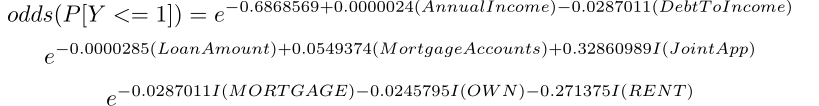 odds(P[Y <= 1]) = e^{-0.6868569+0.0000024(AnnualIncome)-0.0287011(DebtToIncome)}
e^{-0.0000285(LoanAmount)+0.0549374(MortgageAccounts)+0.32860989I(JointApp)}
e^{-0.0287011I(MORTGAGE)-0.0245795I(OWN)-0.271375I(RENT)}